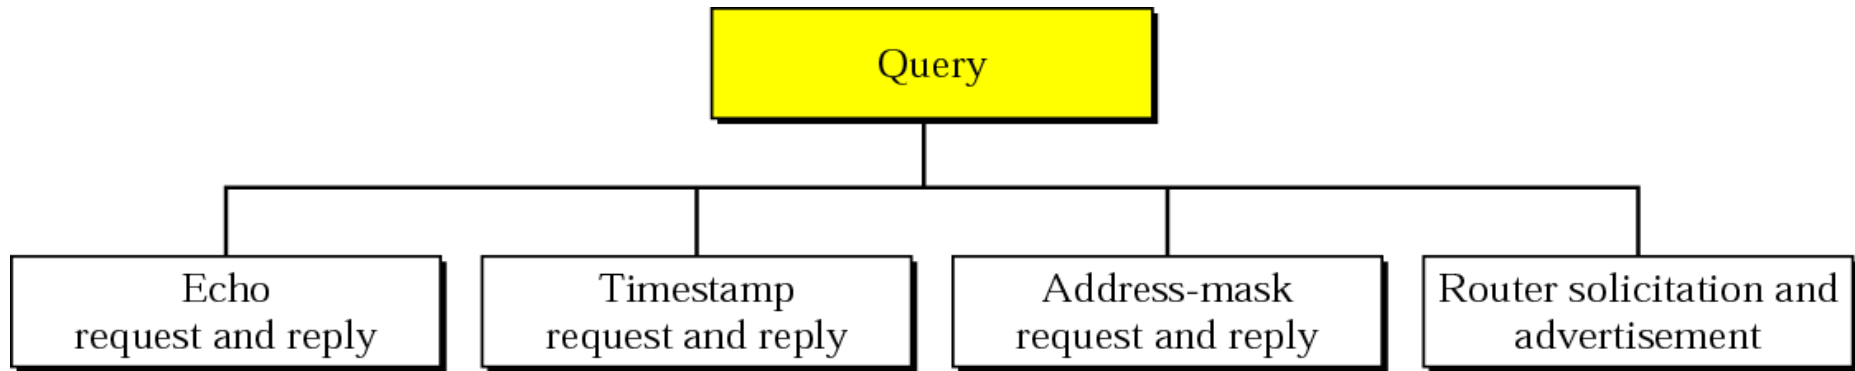 Query
Echo
request and reply
Timestamp
request and reply
Address-mask
request and reply
Router solicitation and
advertisement